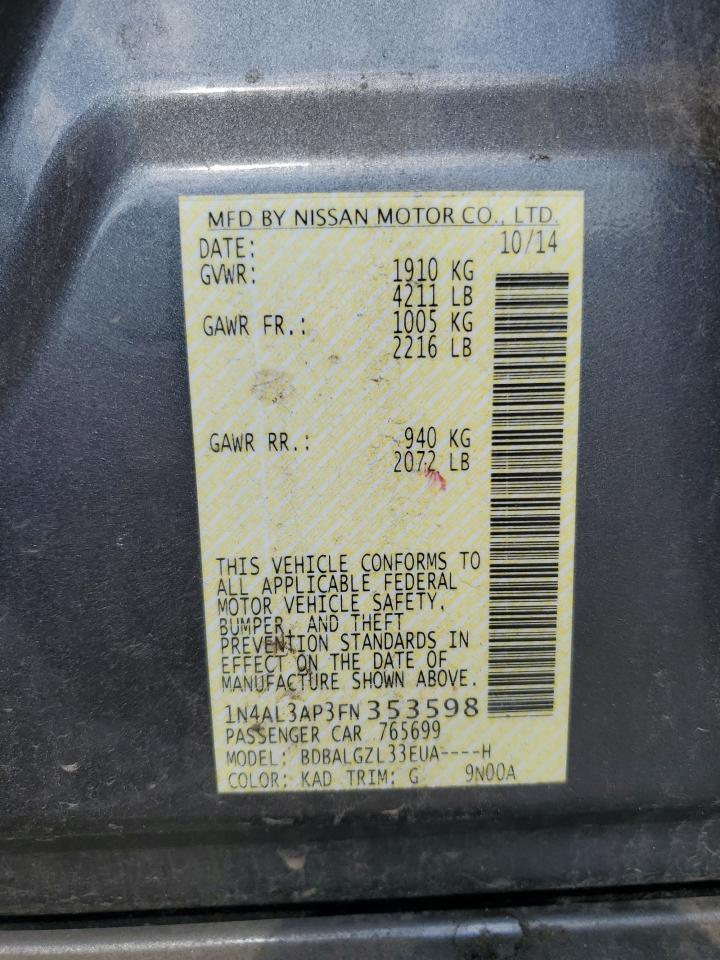 MFD BY NISSAN MOTOR CO., LTD.
DATE: 10/14
GVWR: 1910 KG
4211 LB
GAWR FR.: 1005 KG
2216 LB
GAWR RR.: 940 KG
2072 LB
THIS VEHICLE CONFORMS TO
ALL APPLICABLE FEDERAL
MOTOR VEHICLE SAFETY,
BUMPER, AND THEFT
PREVENTION STANDARDS IN
EFFECT ON THE DATE OF
MANUFACTURE SHOWN ABOVE.
1N4AL3AP3FN353598
PASSENGER CAR 765699
MODEL: BDBALGZL33EUA----H
COLOR: KAD TRIM: G 9N00A